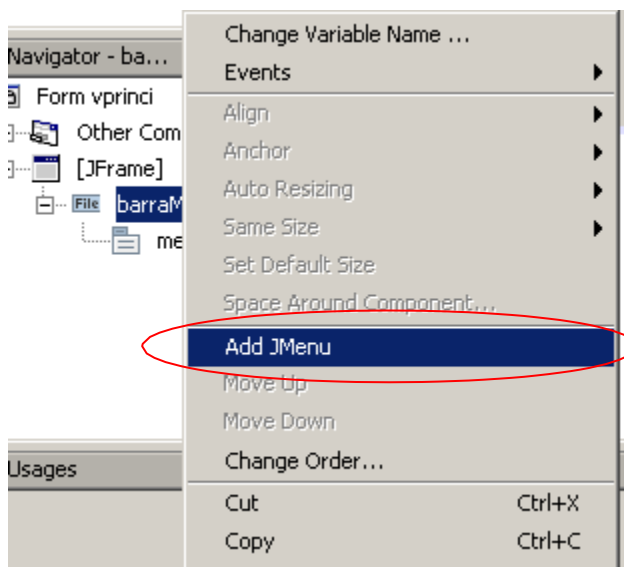 Change Variable Name ...
Navigator - ba...
Events
Form vprinci
Align
Other Com
Anchor
[JFrame]
Auto Resizing
File barraM
Same Size
me
Set Default Size
Space Around Component...
Add JMenu
Move Up
Move Down
Change Order...
Usages
Cut Ctrl+X
Copy Ctrl+C